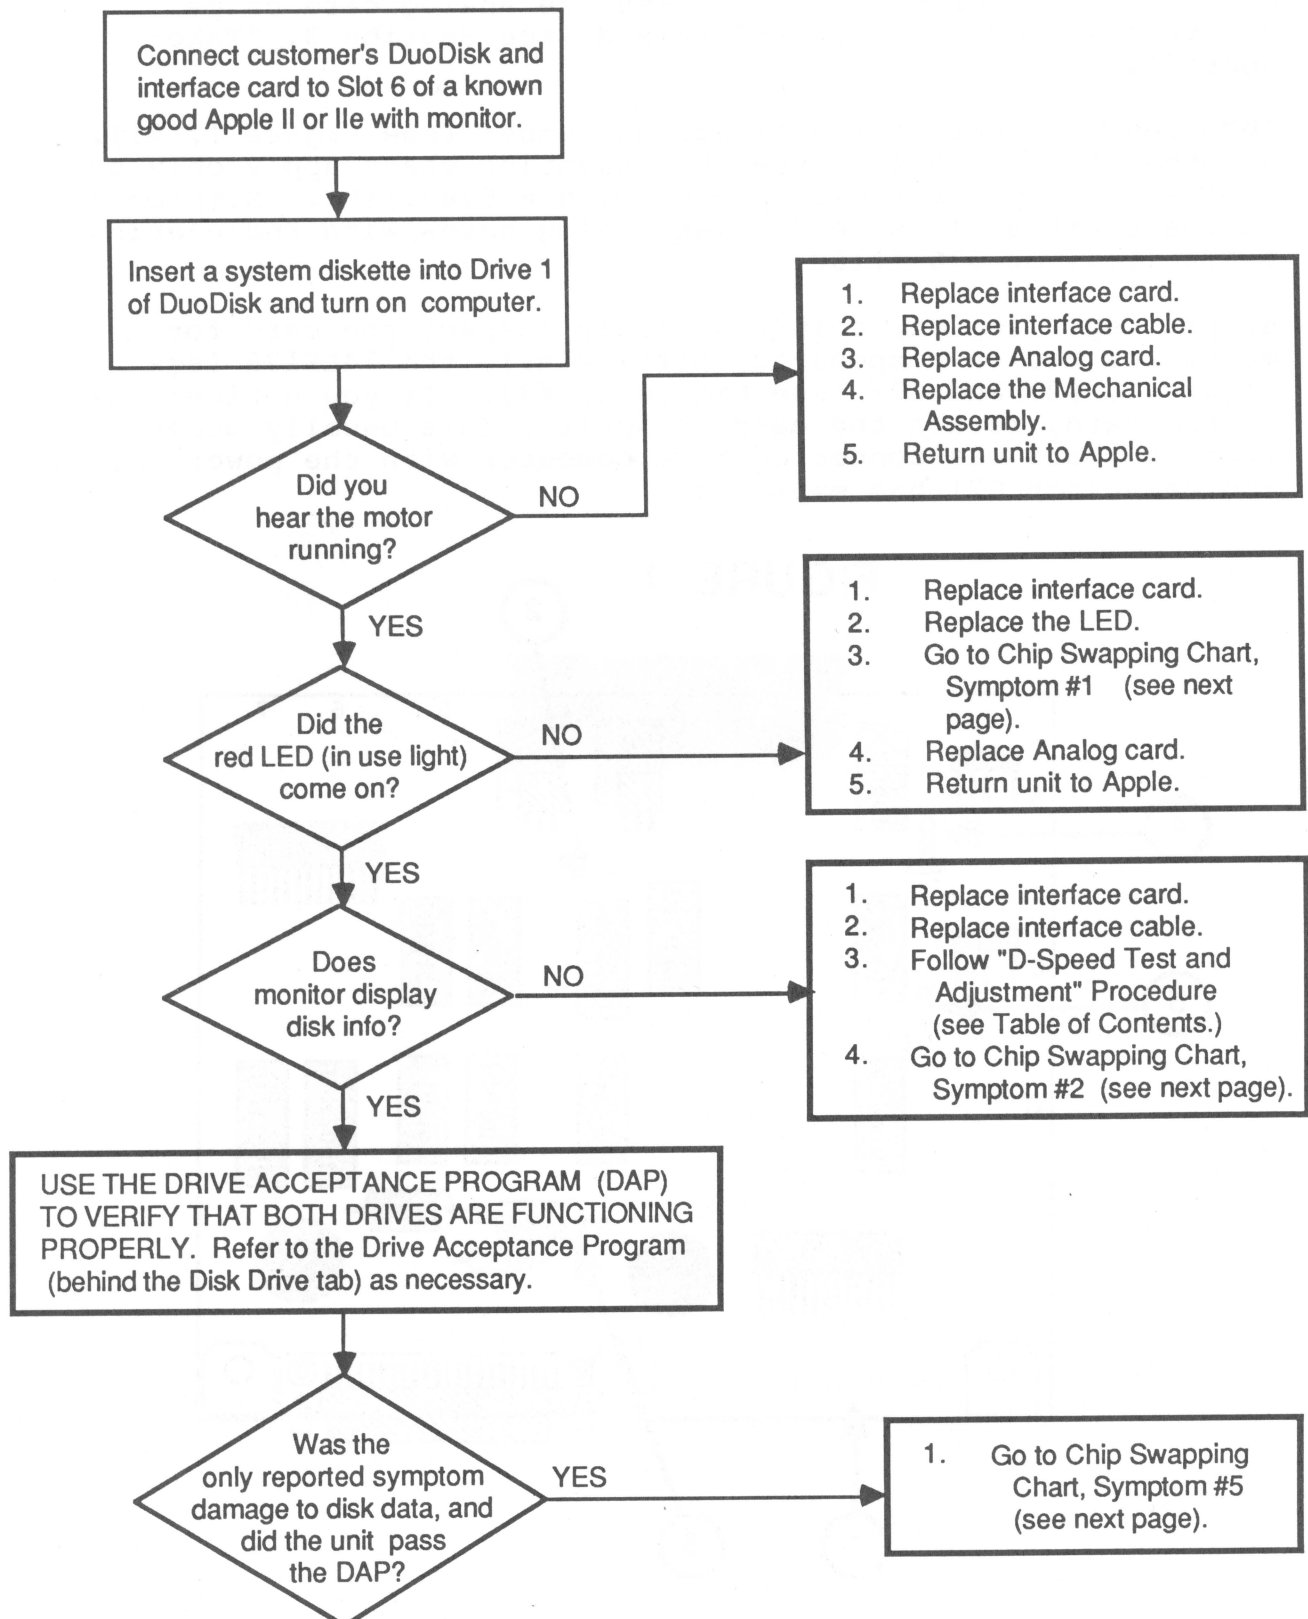 Connect customer's DuoDisk and
interface card to Slot 6 of a known
good Apple II or IIe with monitor.
Insert a system diskette into Drive 1
of DuoDisk and turn on computer.
Did you
hear the motor
running?
NO
1. Replace interface card.
2. Replace interface cable.
3. Replace Analog card.
4. Replace the Mechanical
Assembly.
5. Return unit to Apple.
YES
Did the
red LED (in use light)
come on?
NO
1. Replace interface card.
2. Replace the LED.
3. Go to Chip Swapping Chart,
Symptom #1 (see next
page).
4. Replace Analog card.
5. Return unit to Apple.
YES
Does
monitor display
disk info?
NO
1. Replace interface card.
2. Replace interface cable.
3. Follow "D-Speed Test and
Adjustment" Procedure
(see Table of Contents.)
4. Go to Chip Swapping Chart,
Symptom #2 (see next page).
YES
USE THE DRIVE ACCEPTANCE PROGRAM (DAP)
TO VERIFY THAT BOTH DRIVES ARE FUNCTIONING
PROPERLY. Refer to the Drive Acceptance Program
(behind the Disk Drive tab) as necessary.
Was the
only reported symptom
damage to disk data, and
did the unit pass
the DAP?
YES
1. Go to Chip Swapping
Chart, Symptom #5
(see next page).